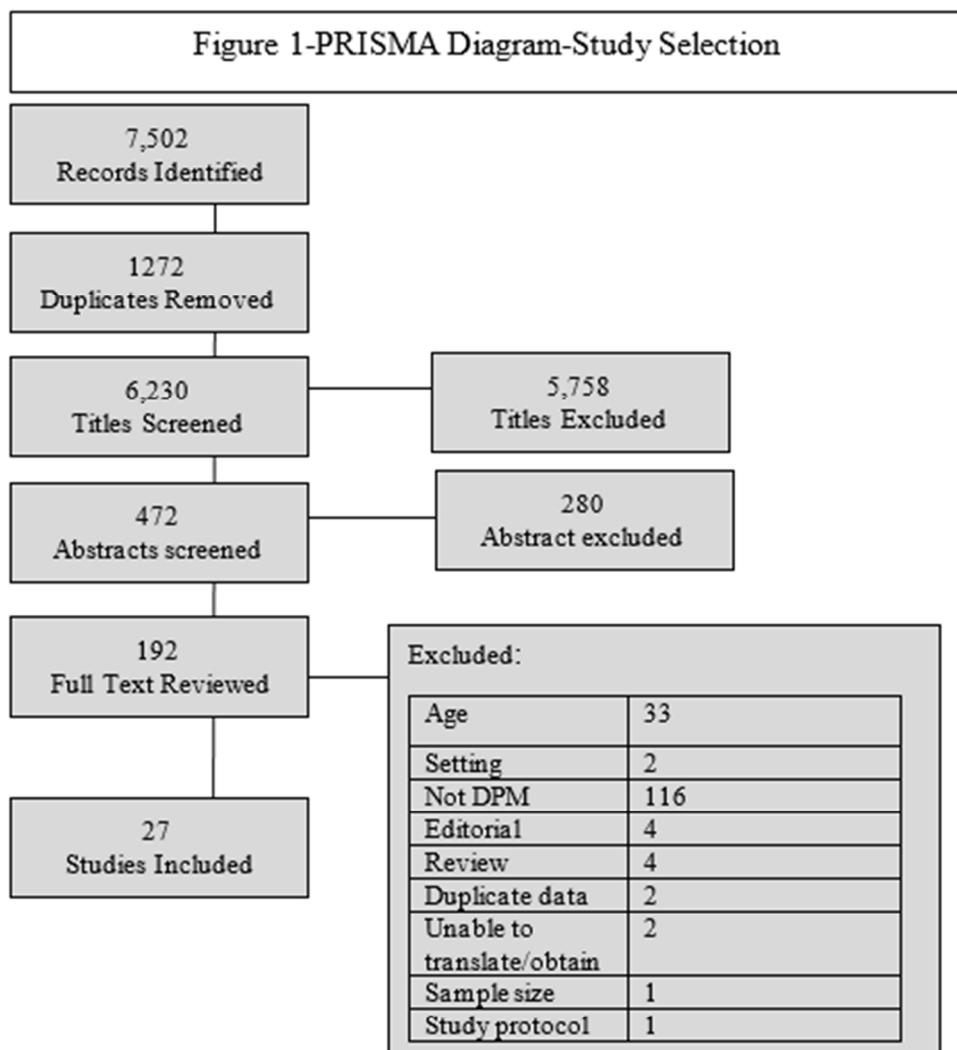 Figure 1-PRISMA Diagram-Study Selection
7,502
Records Identified
1272
Duplicates Removed
6,230
Titles Screened
5,758
Titles Excluded
472
Abstracts screened
280
Abstract excluded
192
Full Text Reviewed
Excluded:
Age 33
Setting 2
Not DPM 116
Editorial 4
Review 4
Duplicate data 2
Unable to 2
translate/obtain
Sample size 1
Study protocol 1
27
Studies Included